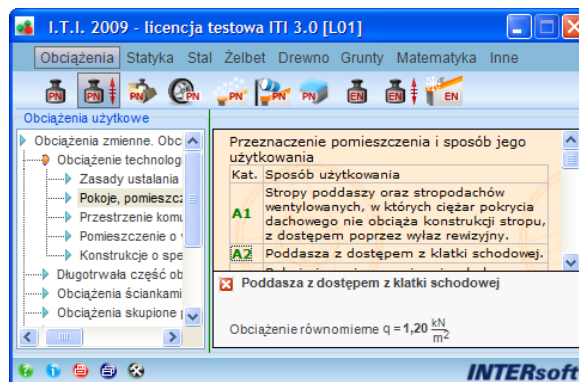 I.T.I. 2009 - licencja testowa ITI 3.0 [L01]
Obciążenia Statyka Stal Żelbet Drewno Grunty Matematyka Inne
PN PN PN PN PN PN PN EN EN EN
Obciążenia użytkowe
Obciążenia zmienne. Obc
Obciążenie technolog
Zasady ustalania
Pokoje, pomieszcz
Przestrzenie komu
Pomieszczenie o
Konstrukcje o spe
Długotrwała część ob
Obciążenia ściankami
Obciążenia skupione
Przeznaczenie pomieszczenia i sposób jego
użytkowania
Kat. Sposób użytkowania
A1 Stropy poddaszy oraz stropodachów
wentylowanych, w których ciężar pokrycia
dachowego nie obciąża konstrukcji stropu,
z dostępem poprzez wyłaz rewizyjny.
A2 Poddasza z dostępem z klatki schodowej.
Poddasza z dostępem z klatki schodowej
Obciążenie równomierne q = 1,20 kN/m²
INTERsoft